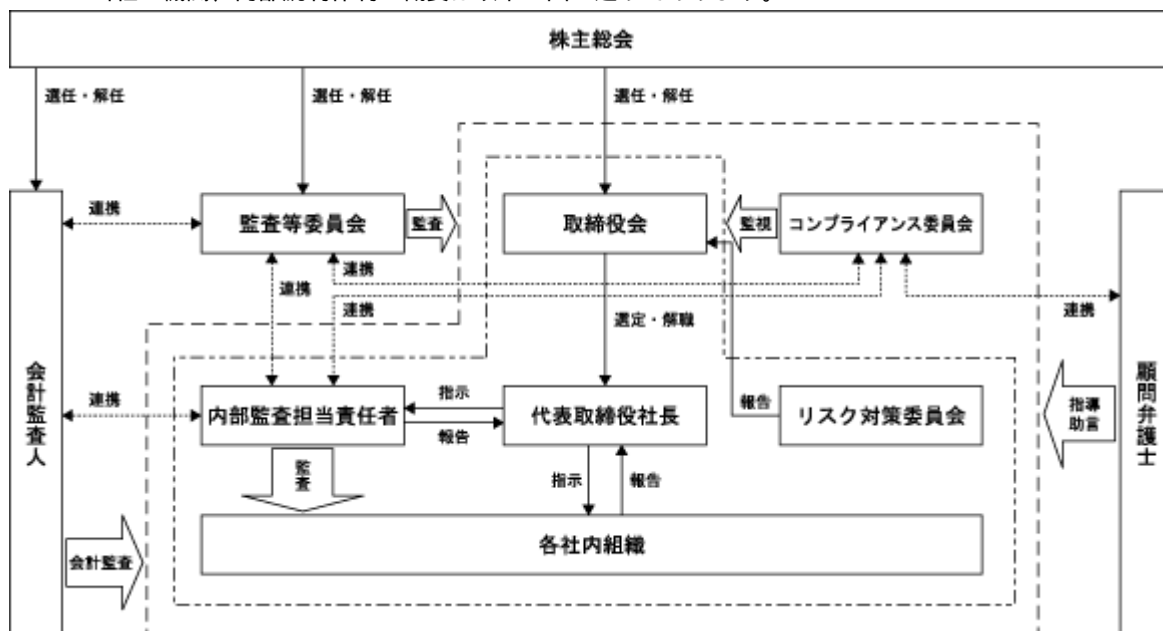 株主総会
選任・解任
選任・解任
選任・解任
連携
監査等委員会
監査
取締役会
監視
コンプライアンス委員会
連携
連携
連携
連携
選定・解職
会計監査人
顧問弁護士
連携
内部監査担当責任者
指示
報告
代表取締役社長
報告
リスク対策委員会
指導
助言
監査
指示
報告
各社内組織
会計監査